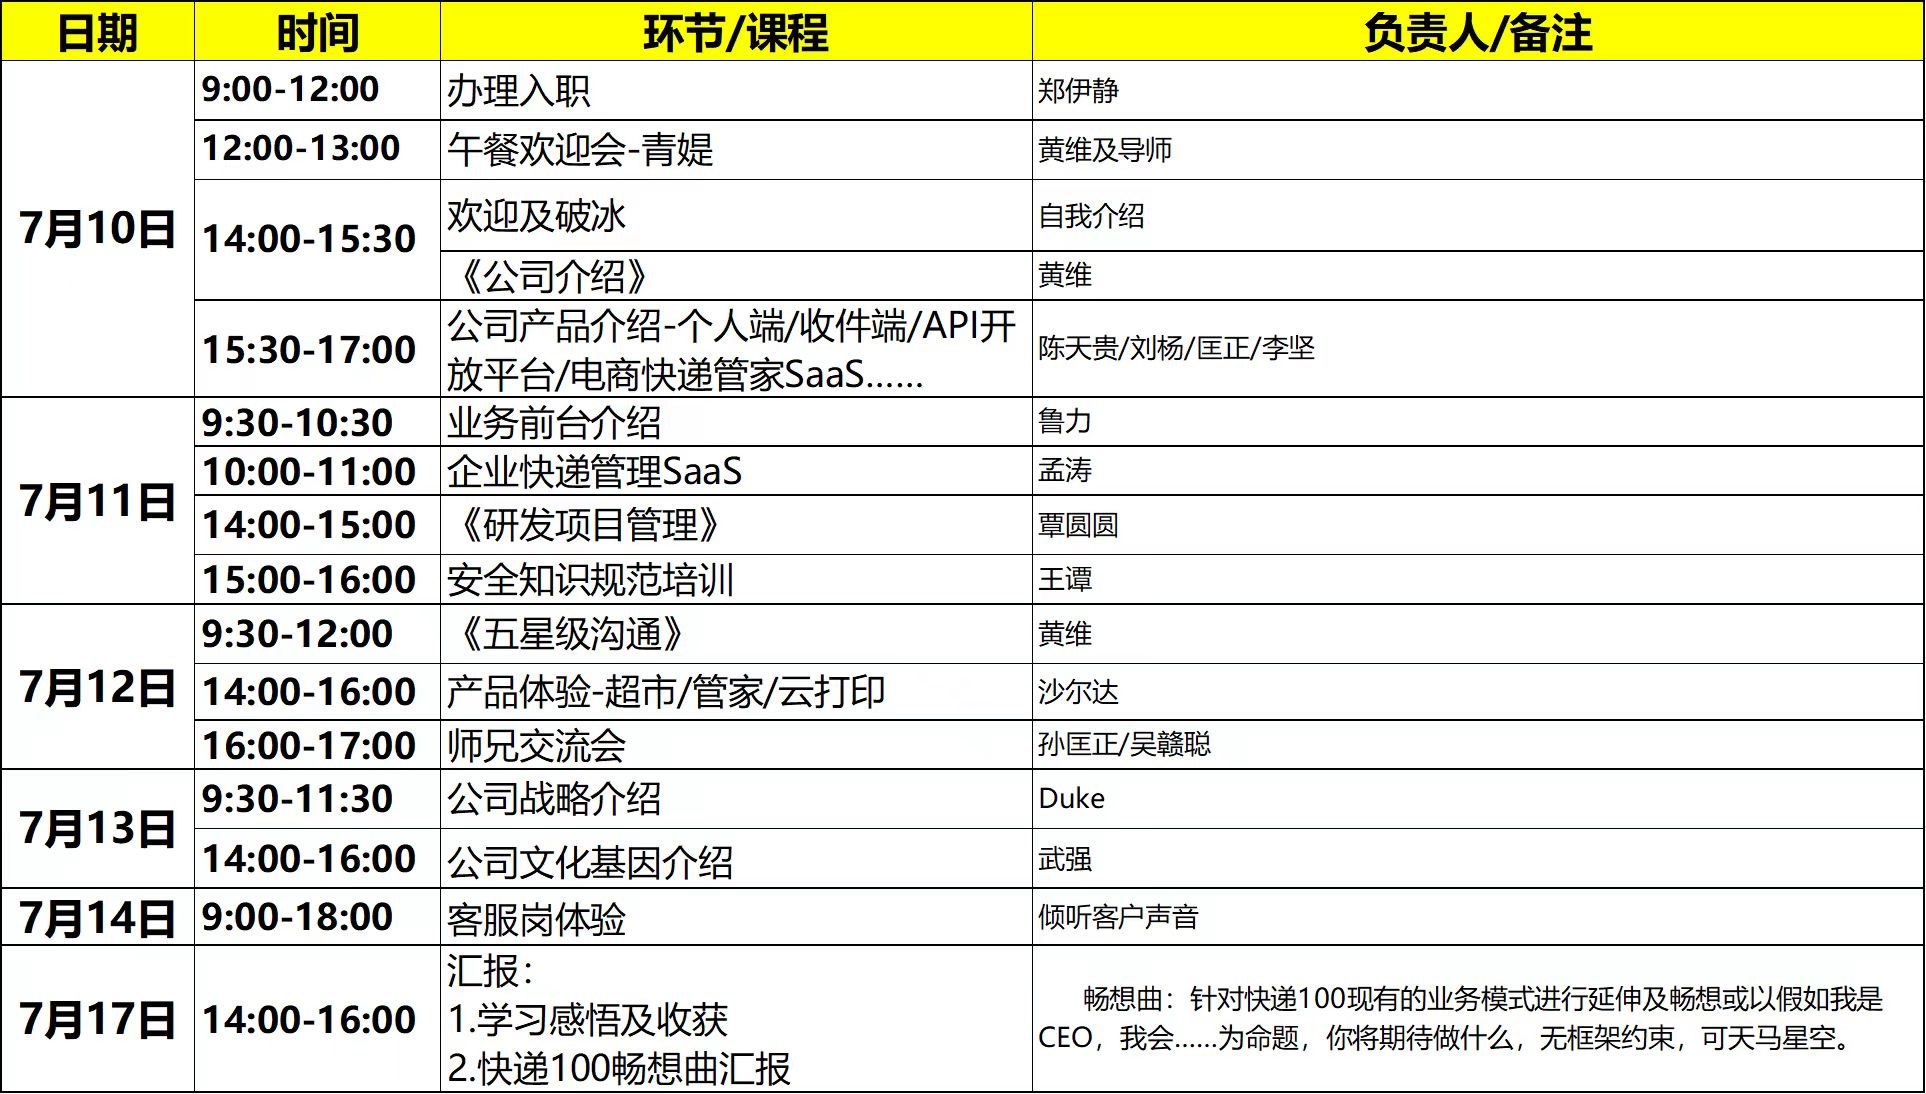 日期 时间 环节/课程 负责人/备注
7月10日
9:00-12:00 办理入职 郑伊静
12:00-13:00 午餐欢迎会-青媞 黄维及导师
14:00-15:30 欢迎及破冰 自我介绍
《公司介绍》 黄维
15:30-17:00 公司产品介绍-个人端/收件端/API开
放平台/电商快递管家SaaS...... 陈天贵/刘杨/匡正/李坚
7月11日
9:30-10:30 业务前台介绍 鲁力
10:00-11:00 企业快递管理SaaS 孟涛
14:00-15:00 《研发项目管理》 覃圆圆
15:00-16:00 安全知识规范培训 王谭
7月12日
9:30-12:00 《五星级沟通》 黄维
14:00-16:00 产品体验-超市/管家/云打印 沙尔达
16:00-17:00 师兄交流会 孙匡正/吴赣聪
7月13日
9:30-11:30 公司战略介绍 Duke
14:00-16:00 公司文化基因介绍 武强
7月14日 9:00-18:00 客服岗体验 倾听客户声音
7月17日 14:00-16:00
汇报：
1.学习感悟及收获
2.快递100畅想曲汇报
畅想曲：针对快递100现有的业务模式进行延伸及畅想或以假如我是
CEO，我会......为命题，你将期待做什么，无框架约束，可天马星空。